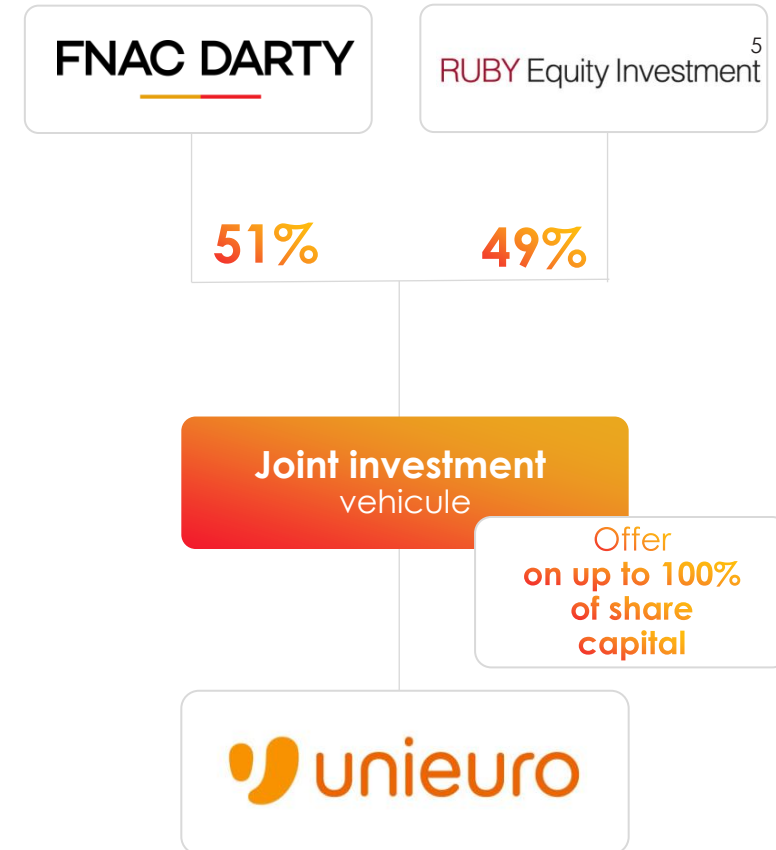 FNAC DARTY
RUBY Equity Investment 5
51%
49%
Joint investment
vehicule
Offer
on up to 100%
of share
capital
unieuro